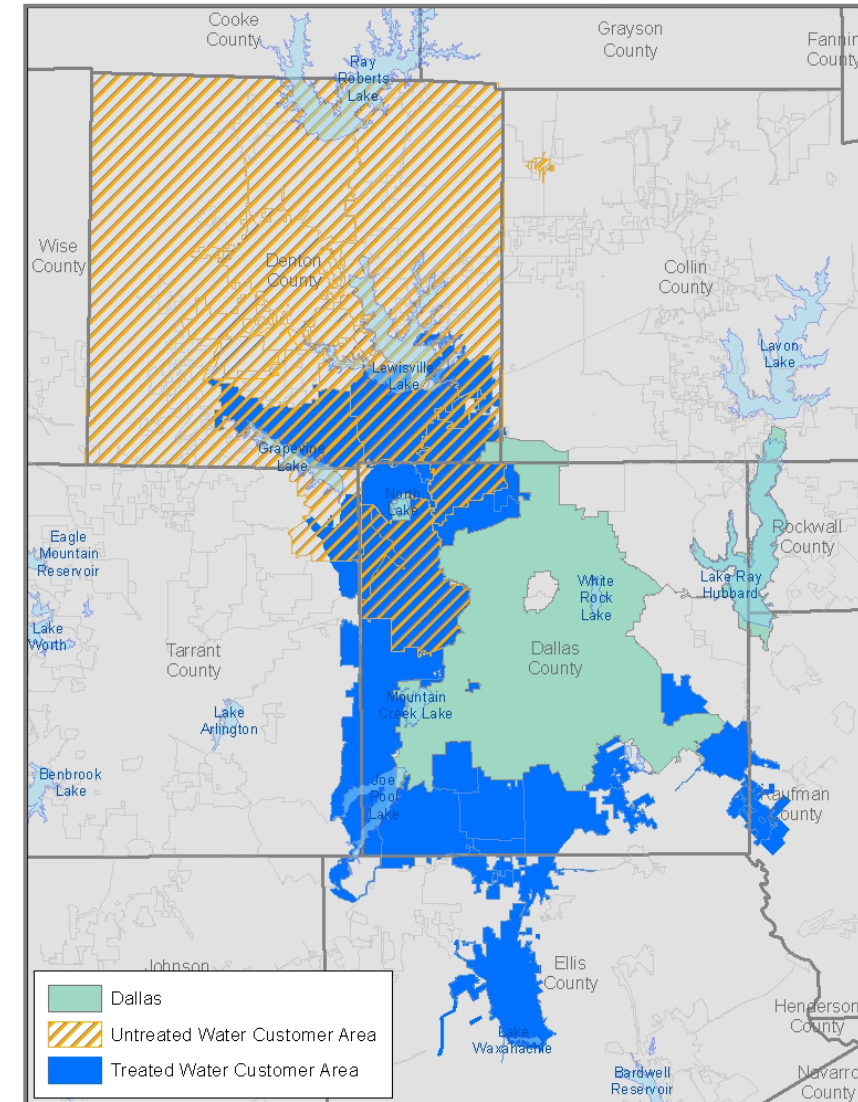 Cooke
County
Grayson
County
Fannin
County
Ray
Roberts
Lake
Wise
County
Denton
County
Collin
County
Lavon
Lake
Lewisville
Lake
Grapevine
Lake
North
Lake
Eagle
Mountain
Reservoir
Rockwall
County
White
Rock
Lake
Lake Ray
Hubbard
Lake
Worth
Tarrant
County
Dallas
County
Mountain
Creek Lake
Lake
Arlington
Benbrook
Lake
Joe
Pool
Lake
Kaufman
County
Johnson
Ellis
County
Henderson
County
Lake
Waxahachie
Bardwell
Reservoir
Navarro
County
Dallas
Untreated Water Customer Area
Treated Water Customer Area